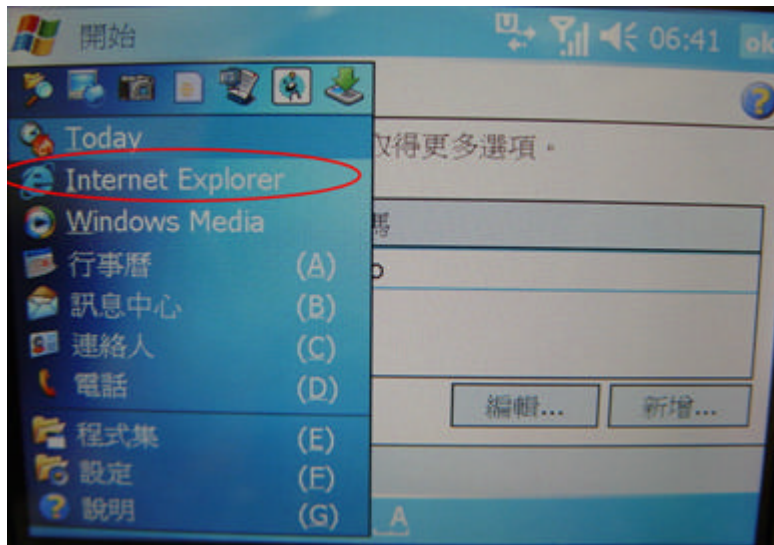 開始 06:41 ok
Today
取得更多選項。
Internet Explorer
Windows Media
行事曆 (A)
訊息中心 (B)
連絡人 (C)
電話 (D)
編輯... 新增...
程式集 (E)
設定 (F)
說明 (G)
A